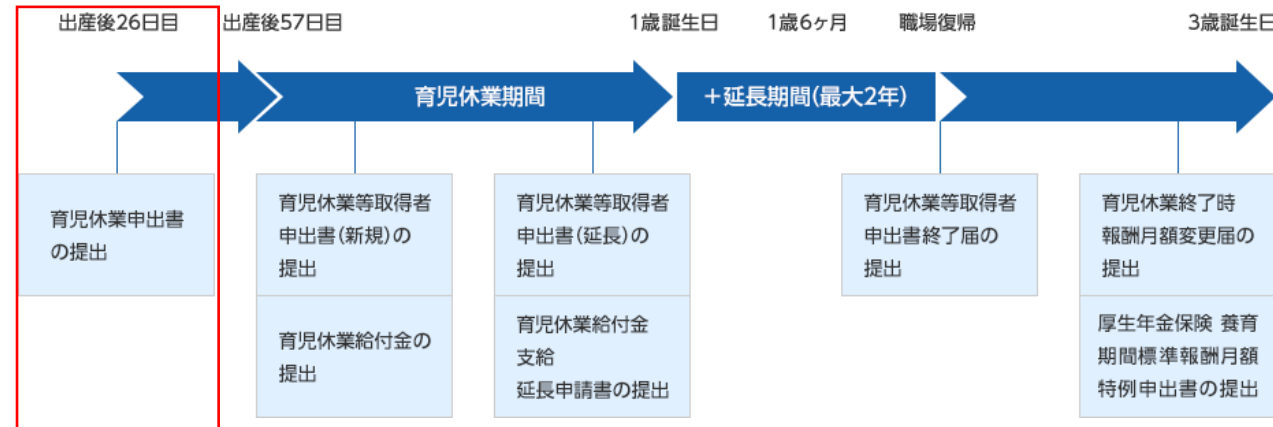 出産後26日目
出産後57日目
1歳誕生日
1歳6ヶ月
職場復帰
3歳誕生日
育児休業期間
＋延長期間(最大2年)
育児休業申出書
の提出
育児休業等取得者
申出書(新規)の
提出
育児休業給付金の
提出
育児休業等取得者
申出書(延長)の
提出
育児休業給付金
支給
延長申請書の提出
育児休業等取得者
申出書終了届の
提出
育児休業終了時
報酬月額変更届の
提出
厚生年金保険 養育
期間標準報酬月額
特例申出書の提出